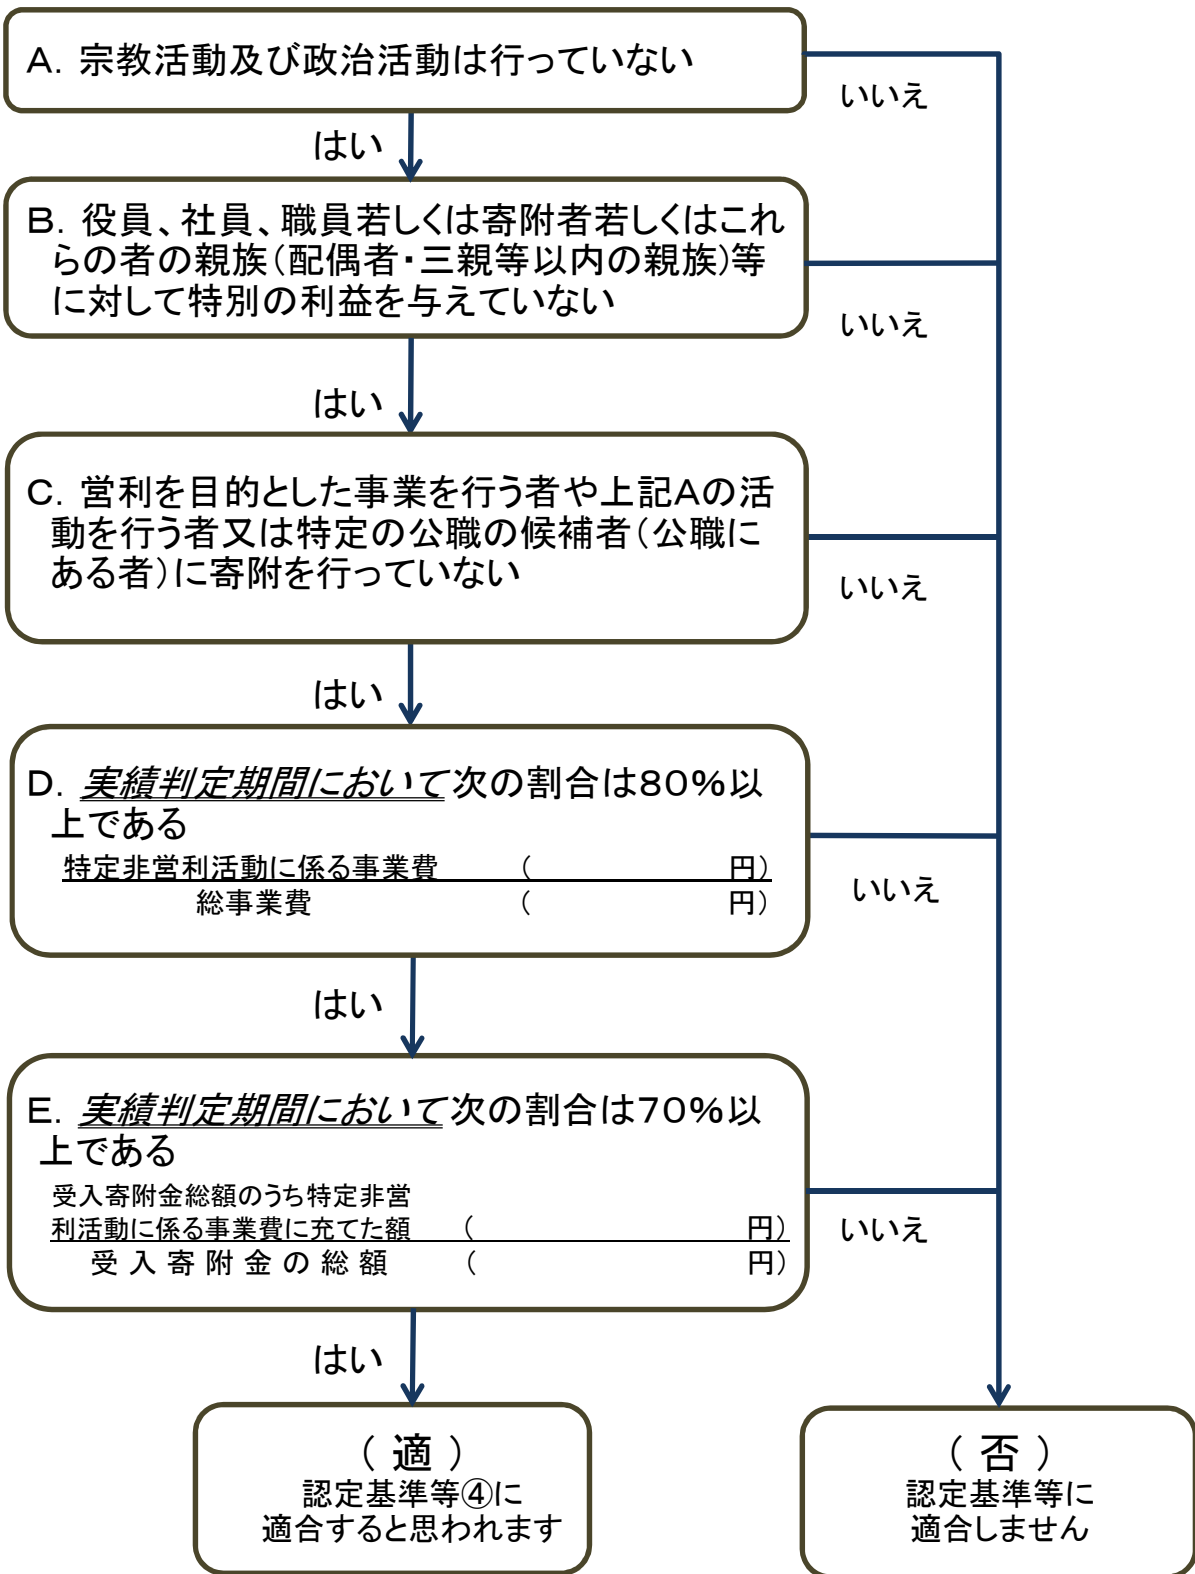 A. 宗教活動及び政治活動は行っていない
いいえ
はい
B. 役員、社員、職員若しくは寄附者若しくはこれ
らの者の親族（配偶者・三親等以内の親族）等
に対して特別の利益を与えていない
いいえ
はい
C. 営利を目的とした事業を行う者や上記Aの活
動を行う者又は特定の公職の候補者（公職に
ある者）に寄附を行っていない
いいえ
はい
D. 実績判定期間において次の割合は80%以
上である
特定非営利活動に係る事業費 （ 円）
総事業費 （ 円）
いいえ
はい
E. 実績判定期間において次の割合は70%以
上である
受入寄附金総額のうち特定非営
利活動に係る事業費に充てた額 （ 円）
受入寄附金の総額 （ 円）
いいえ
はい
（ 適 ）
認定基準等④に
適合すると思われます
（ 否 ）
認定基準等に
適合しません